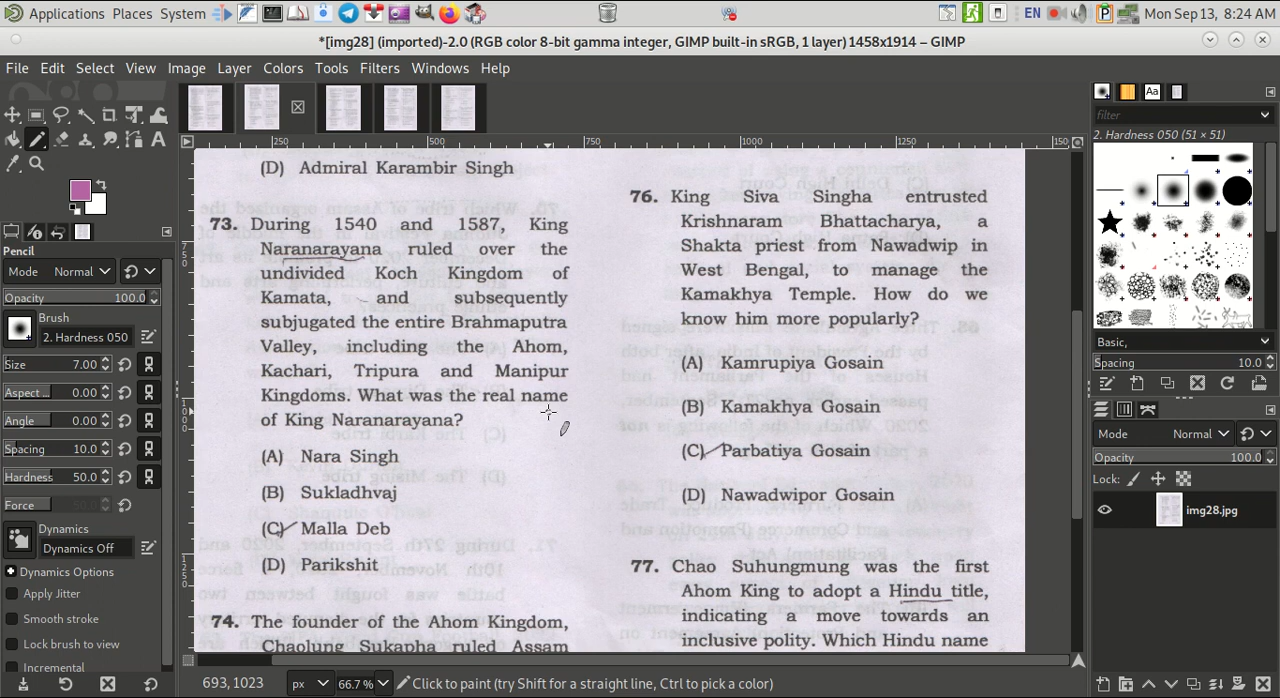 Applications Places System
EN
Mon Sep 13, 8:24 AM
*[img28] (imported)-2.0 (RGB color 8-bit gamma integer, GIMP built-in sRGB, 1 layer) 1458x1914 – GIMP
File Edit Select View Image Layer Colors Tools Filters Windows Help
Pencil
Mode Normal
Opacity 100.0
Brush
2. Hardness 050
Size 7.00
Aspect ... 0.00
Angle 0.00
Spacing 10.0
Hardness 50.0
Force 50.0
Dynamics
Dynamics Off
Dynamics Options
Apply Jitter
Smooth stroke
Lock brush to view
Incremental
250 500 750 1000 1250 150
(D) Admiral Karambir Singh
73. During 1540 and 1587, King
Naranarayana ruled over the
undivided Koch Kingdom of
Kamata, and subsequently
subjugated the entire Brahmaputra
Valley, including the Ahom,
Kachari, Tripura and Manipur
Kingdoms. What was the real name
of King Naranarayana?
(A) Nara Singh
(B) Sukladhvaj
(C) Malla Deb
(D) Parikshit
74. The founder of the Ahom Kingdom,
Chaolung Sukapha ruled Assam
76. King Siva Singha entrusted
Krishnaram Bhattacharya, a
Shakta priest from Nawadwip in
West Bengal, to manage the
Kamakhya Temple. How do we
know him more popularly?
(A) Kamrupiya Gosain
(B) Kamakhya Gosain
(C) Parbatiya Gosain
(D) Nawadwipor Gosain
77. Chao Suhungmung was the first
Ahom King to adopt a Hindu title,
indicating a move towards an
inclusive polity. Which Hindu name
693, 1023 px 66.7 % Click to paint (try Shift for a straight line, Ctrl to pick a color)
Aa
filter
2. Hardness 050 (51 × 51)
Basic,
Spacing 10.0
Mode Normal
Opacity 100.0
Lock:
img28.jpg